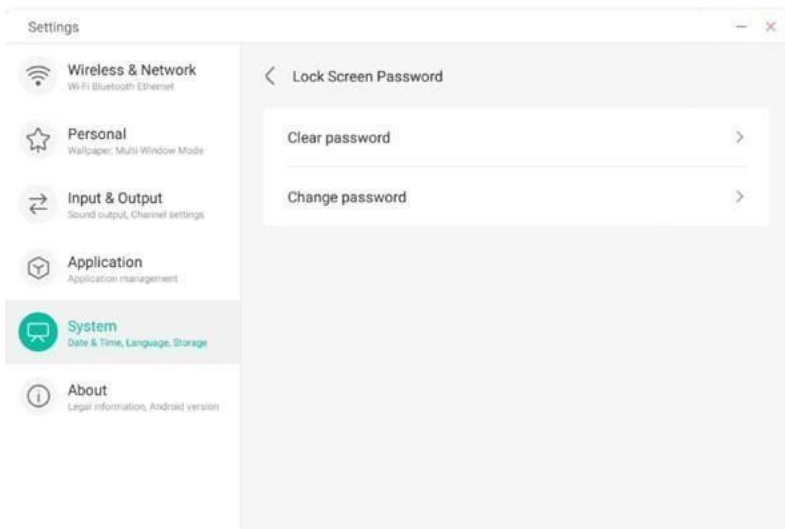 Settings
Wireless & Network
Wi-Fi Bluetooth Ethernet
Lock Screen Password
Personal
Wallpaper, Multi-Window Mode
Clear password
Input & Output
Sound output, Channel settings
Change password
Application
Application management
System
Date & Time, Language, Storage
About
Legal information, Android version